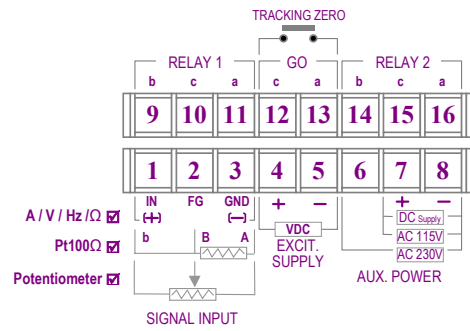 TRACKING ZERO
RELAY 1 GO RELAY 2
b c a c a b c a
9 10 11 12 13 14 15 16
1 2 3 4 5 6 7 8
IN FG GND + − + −
A / V / Hz /Ω ☑ (+) (−) DC Supply
b B A VDC AC 115V
Pt100Ω ☑ EXCIT. AC 230V
SUPPLY
Potentiometer ☑ AUX. POWER
SIGNAL INPUT